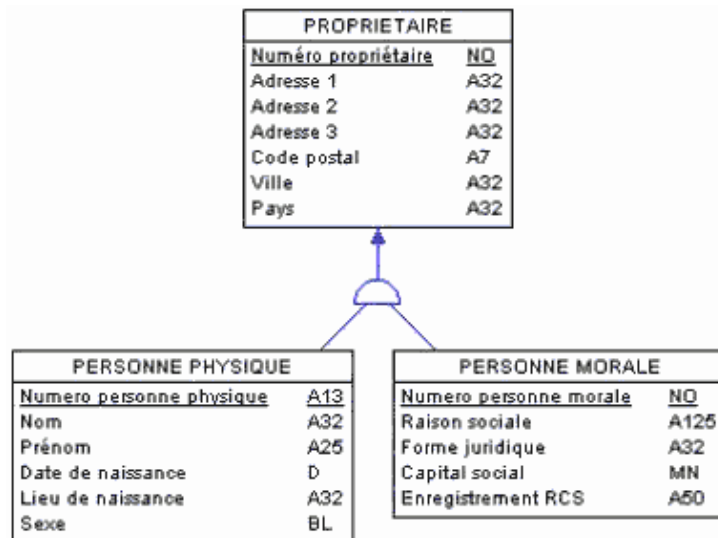 PROPRIETAIRE
Numéro propriétaire NO
Adresse 1 A32
Adresse 2 A32
Adresse 3 A32
Code postal A7
Ville A32
Pays A32
PERSONNE PHYSIQUE
Numero personne physique A13
Nom A32
Prénom A25
Date de naissance D
Lieu de naissance A32
Sexe BL
PERSONNE MORALE
Numero personne morale NO
Raison sociale A125
Forme juridique A32
Capital social MN
Enregistrement RCS A50